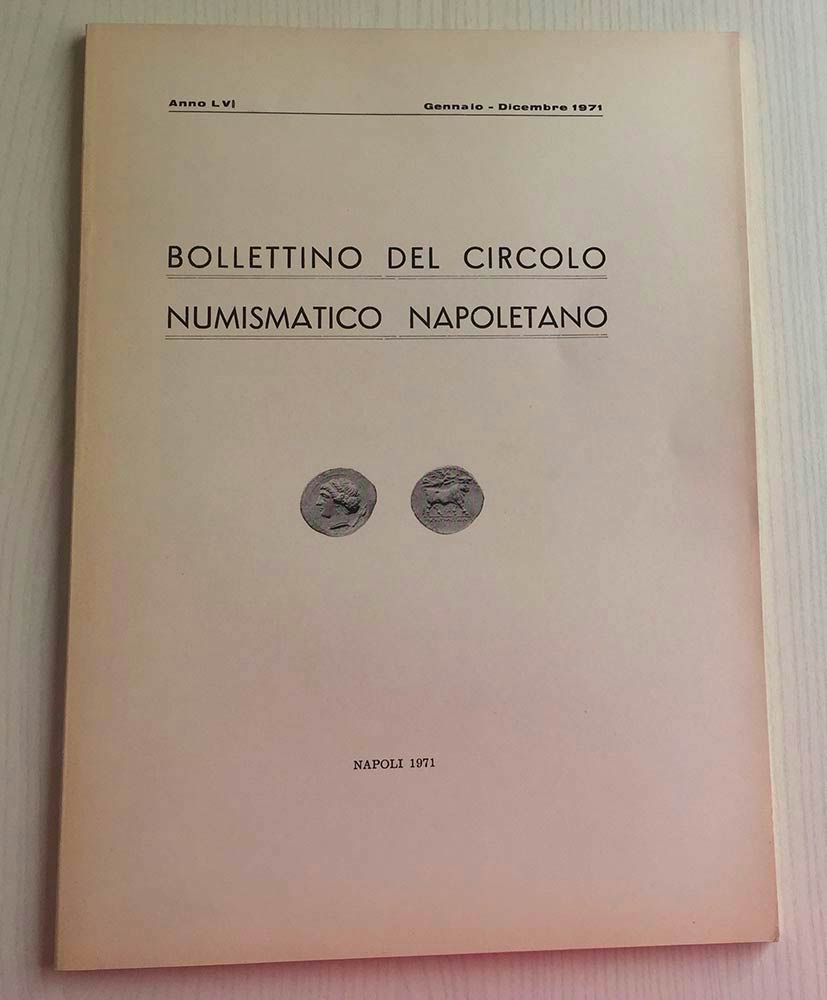 Anno LVI
Gennaio - Dicembre 1971
BOLLETTINO DEL CIRCOLO
NUMISMATICO NAPOLETANO
NAPOLI 1971